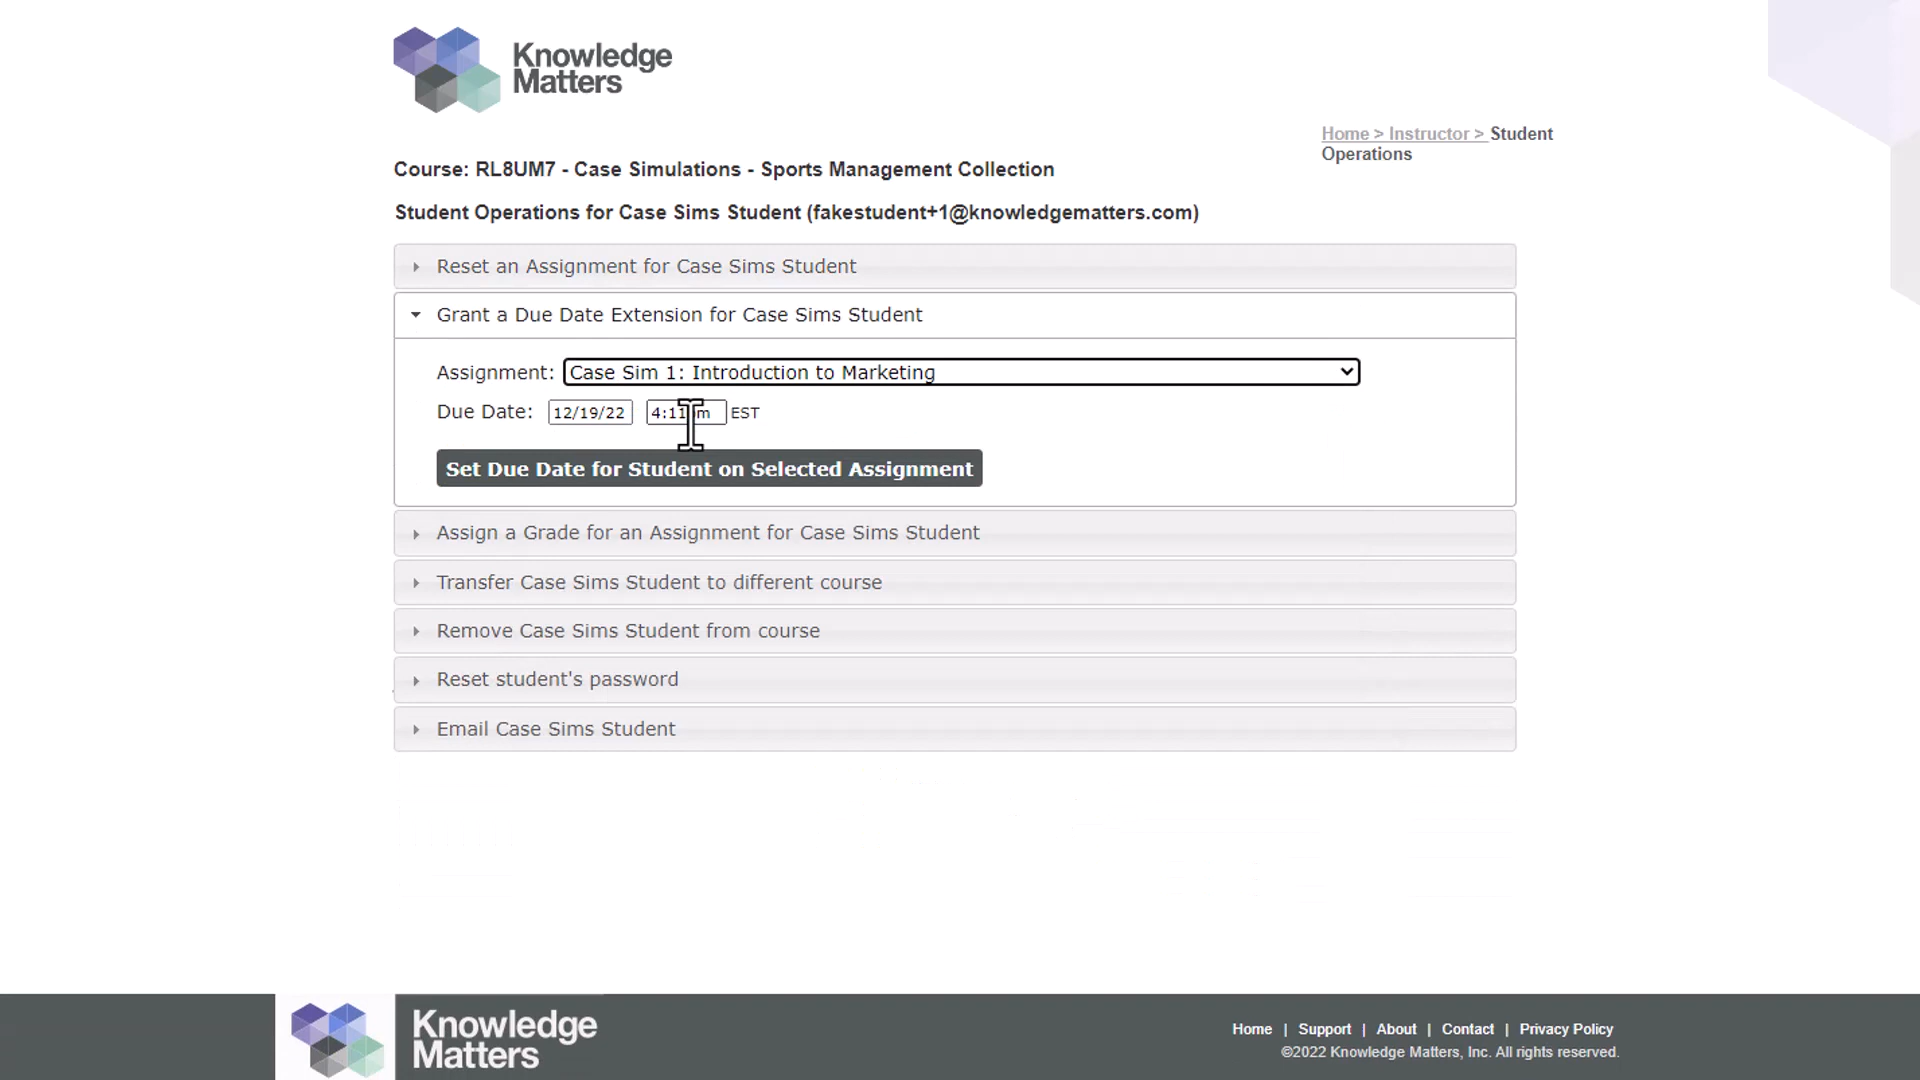 Knowledge
Matters
Home > Instructor > Student
Operations
Course: RL8UM7 - Case Simulations - Sports Management Collection
Student Operations for Case Sims Student (fakestudent+1@knowledgematters.com)
Reset an Assignment for Case Sims Student
Grant a Due Date Extension for Case Sims Student
Assignment: Case Sim 1: Introduction to Marketing
Due Date: 12/19/22 4:11pm EST
Set Due Date for Student on Selected Assignment
Assign a Grade for an Assignment for Case Sims Student
Transfer Case Sims Student to different course
Remove Case Sims Student from course
Reset student's password
Email Case Sims Student
Knowledge
Matters
Home | Support | About | Contact | Privacy Policy
©2022 Knowledge Matters, Inc. All rights reserved.